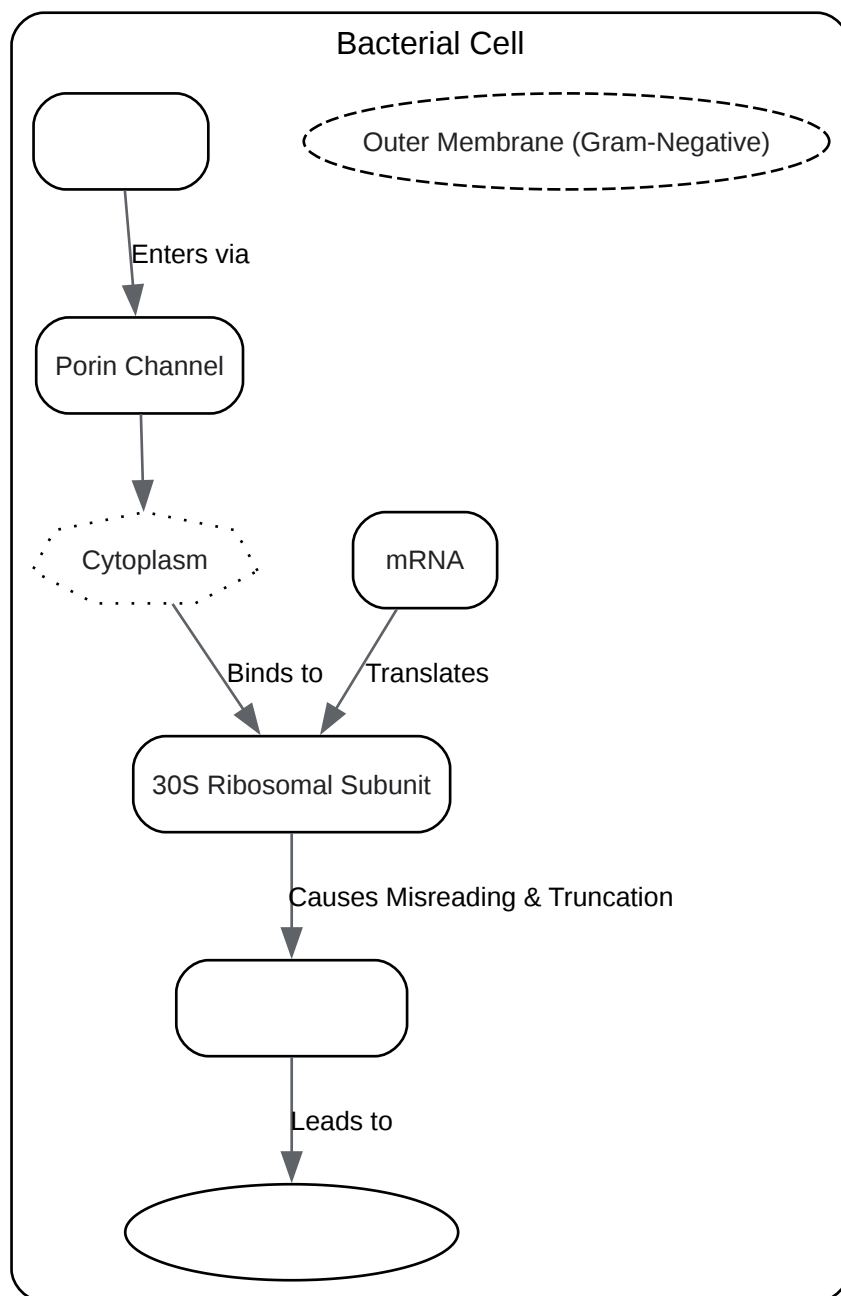 Bacterial Cell
Outer Membrane (Gram-Negative)
Enters via
Porin Channel
Cytoplasm
mRNA
Binds to
Translates
30S Ribosomal Subunit
Causes Misreading & Truncation
Leads to